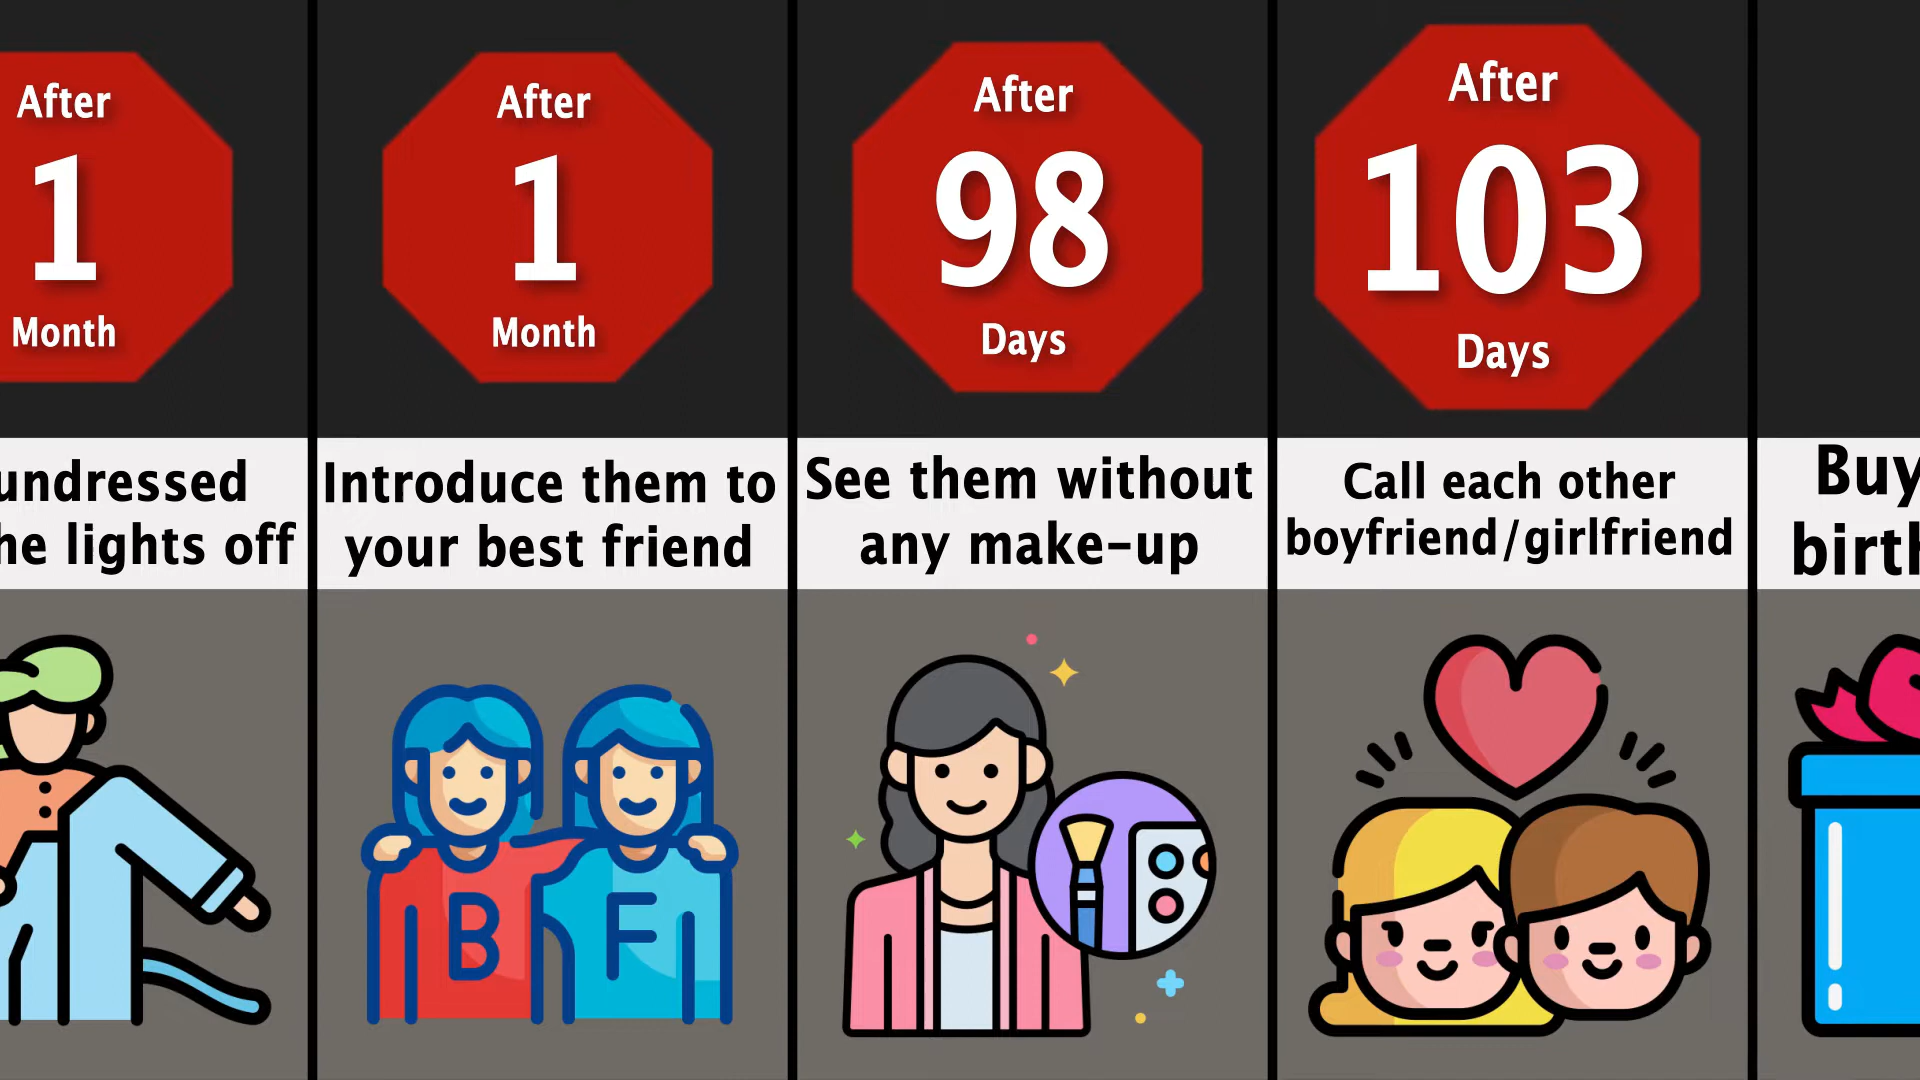 After
1
Month
undressed
he lights off
After
1
Month
Introduce them to
your best friend
B F
After
98
Days
See them without
any make-up
After
103
Days
Call each other
boyfriend/girlfriend
Buy
birth